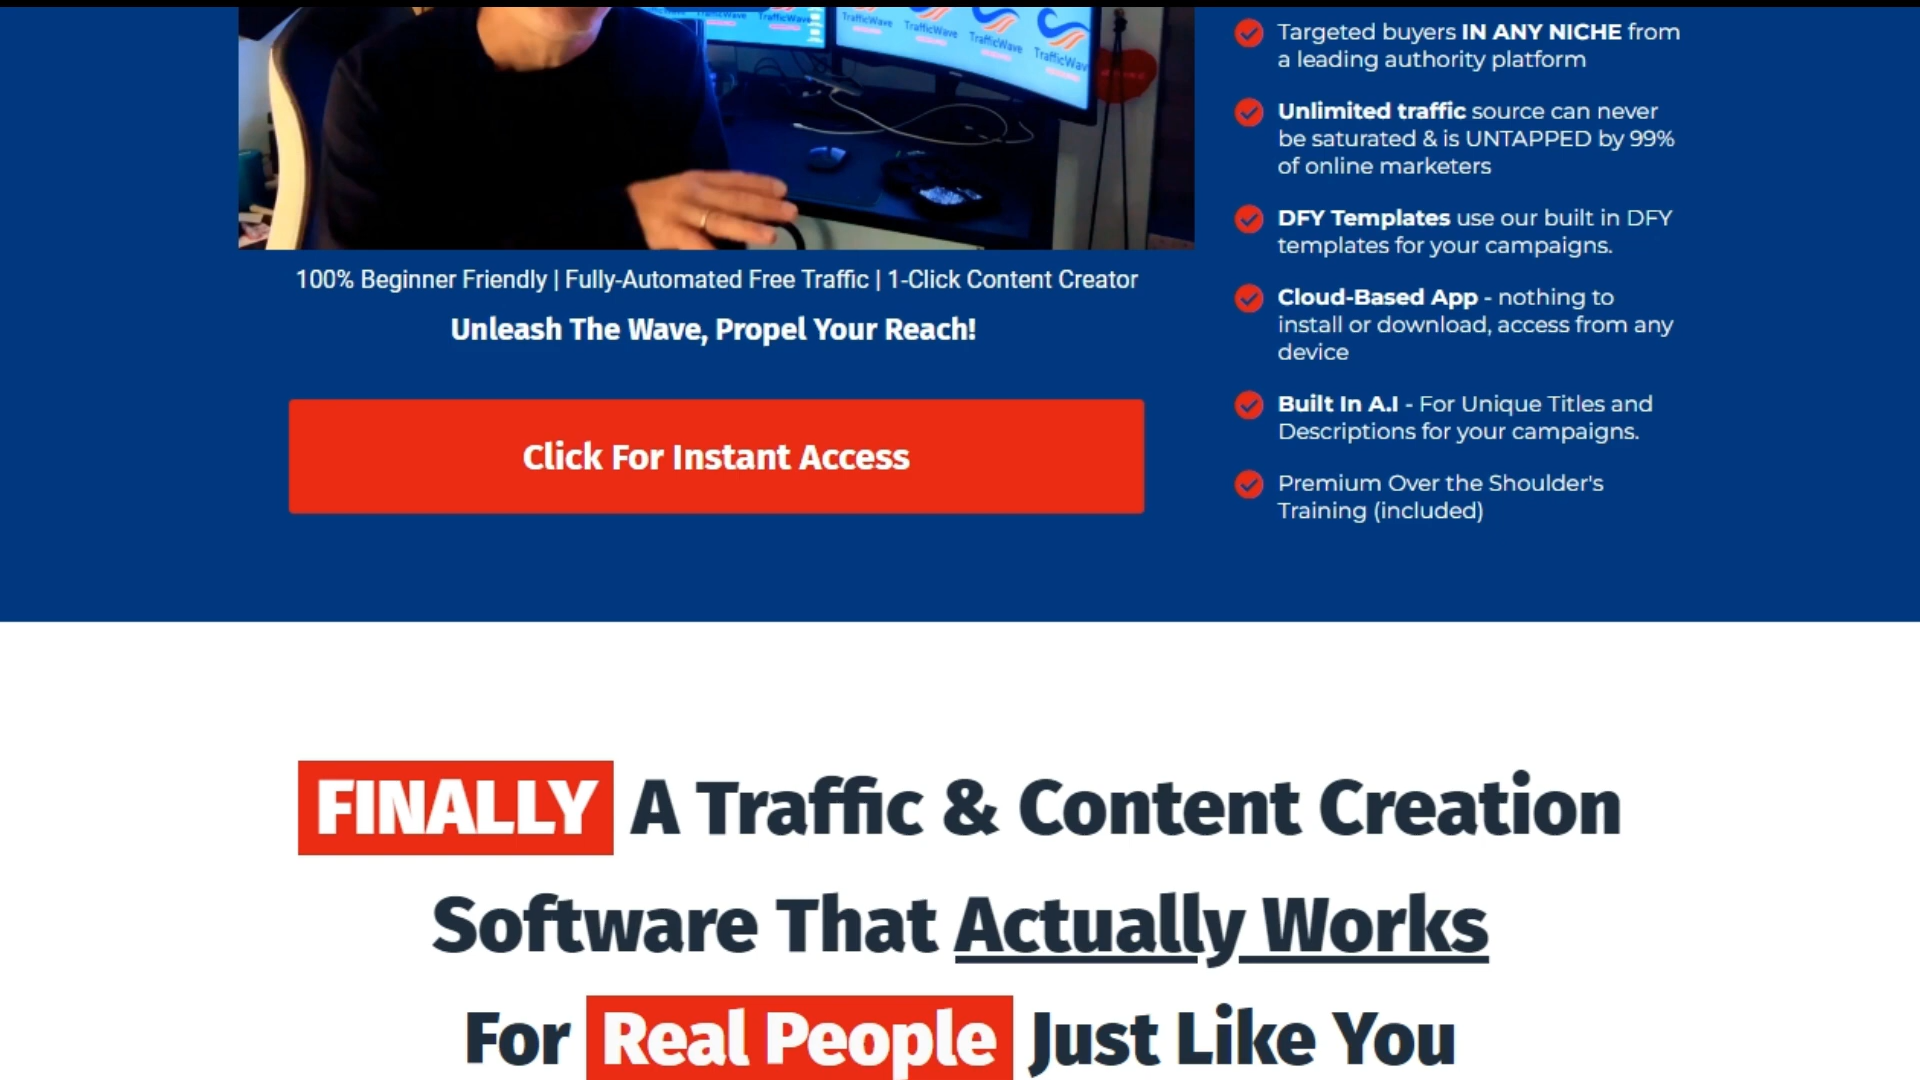 TrafficWave
TrafficWave
TrafficWave
TrafficWave
TrafficWave
100% Beginner Friendly | Fully-Automated Free Traffic | 1-Click Content Creator
Unleash The Wave, Propel Your Reach!
Click For Instant Access
Targeted buyers IN ANY NICHE from
a leading authority platform
Unlimited traffic source can never
be saturated & is UNTAPPED by 99%
of online marketers
DFY Templates use our built in DFY
templates for your campaigns.
Cloud-Based App - nothing to
install or download, access from any
device
Built In A.I - For Unique Titles and
Descriptions for your campaigns.
Premium Over the Shoulder's
Training (included)
FINALLY A Traffic & Content Creation
Software That Actually Works
For Real People Just Like You